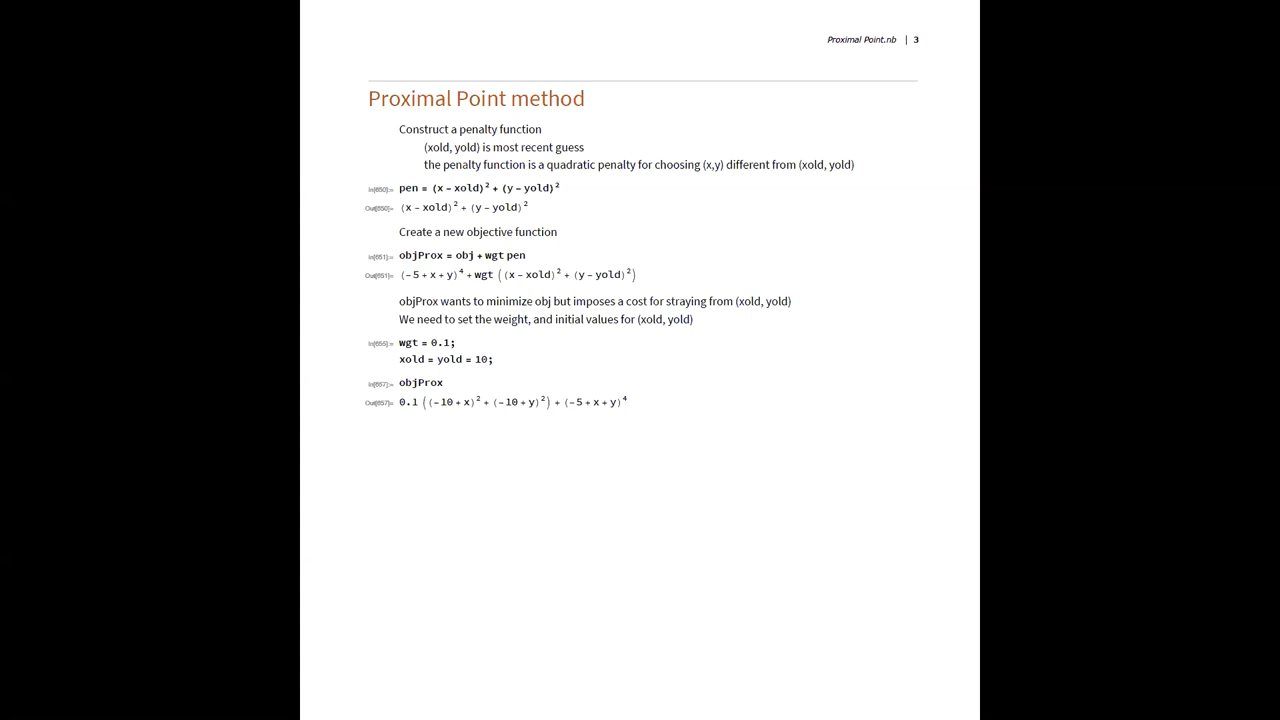 Proximal Point.nb | 3
Proximal Point method
Construct a penalty function
(xold, yold) is most recent guess
the penalty function is a quadratic penalty for choosing (x,y) different from (xold, yold)
In[650]:= pen = (x - xold)^2 + (y - yold)^2
Out[650]= (x - xold)^2 + (y - yold)^2
Create a new objective function
In[651]:= objProx = obj + wgt pen
Out[651]= (-5 + x + y)^4 + wgt ((x - xold)^2 + (y - yold)^2)
objProx wants to minimize obj but imposes a cost for straying from (xold, yold)
We need to set the weight, and initial values for (xold, yold)
wgt = 0.1;
xold = yold = 10;
In[657]:= objProx
Out[657]= 0.1 ((-10 + x)^2 + (-10 + y)^2) + (-5 + x + y)^4